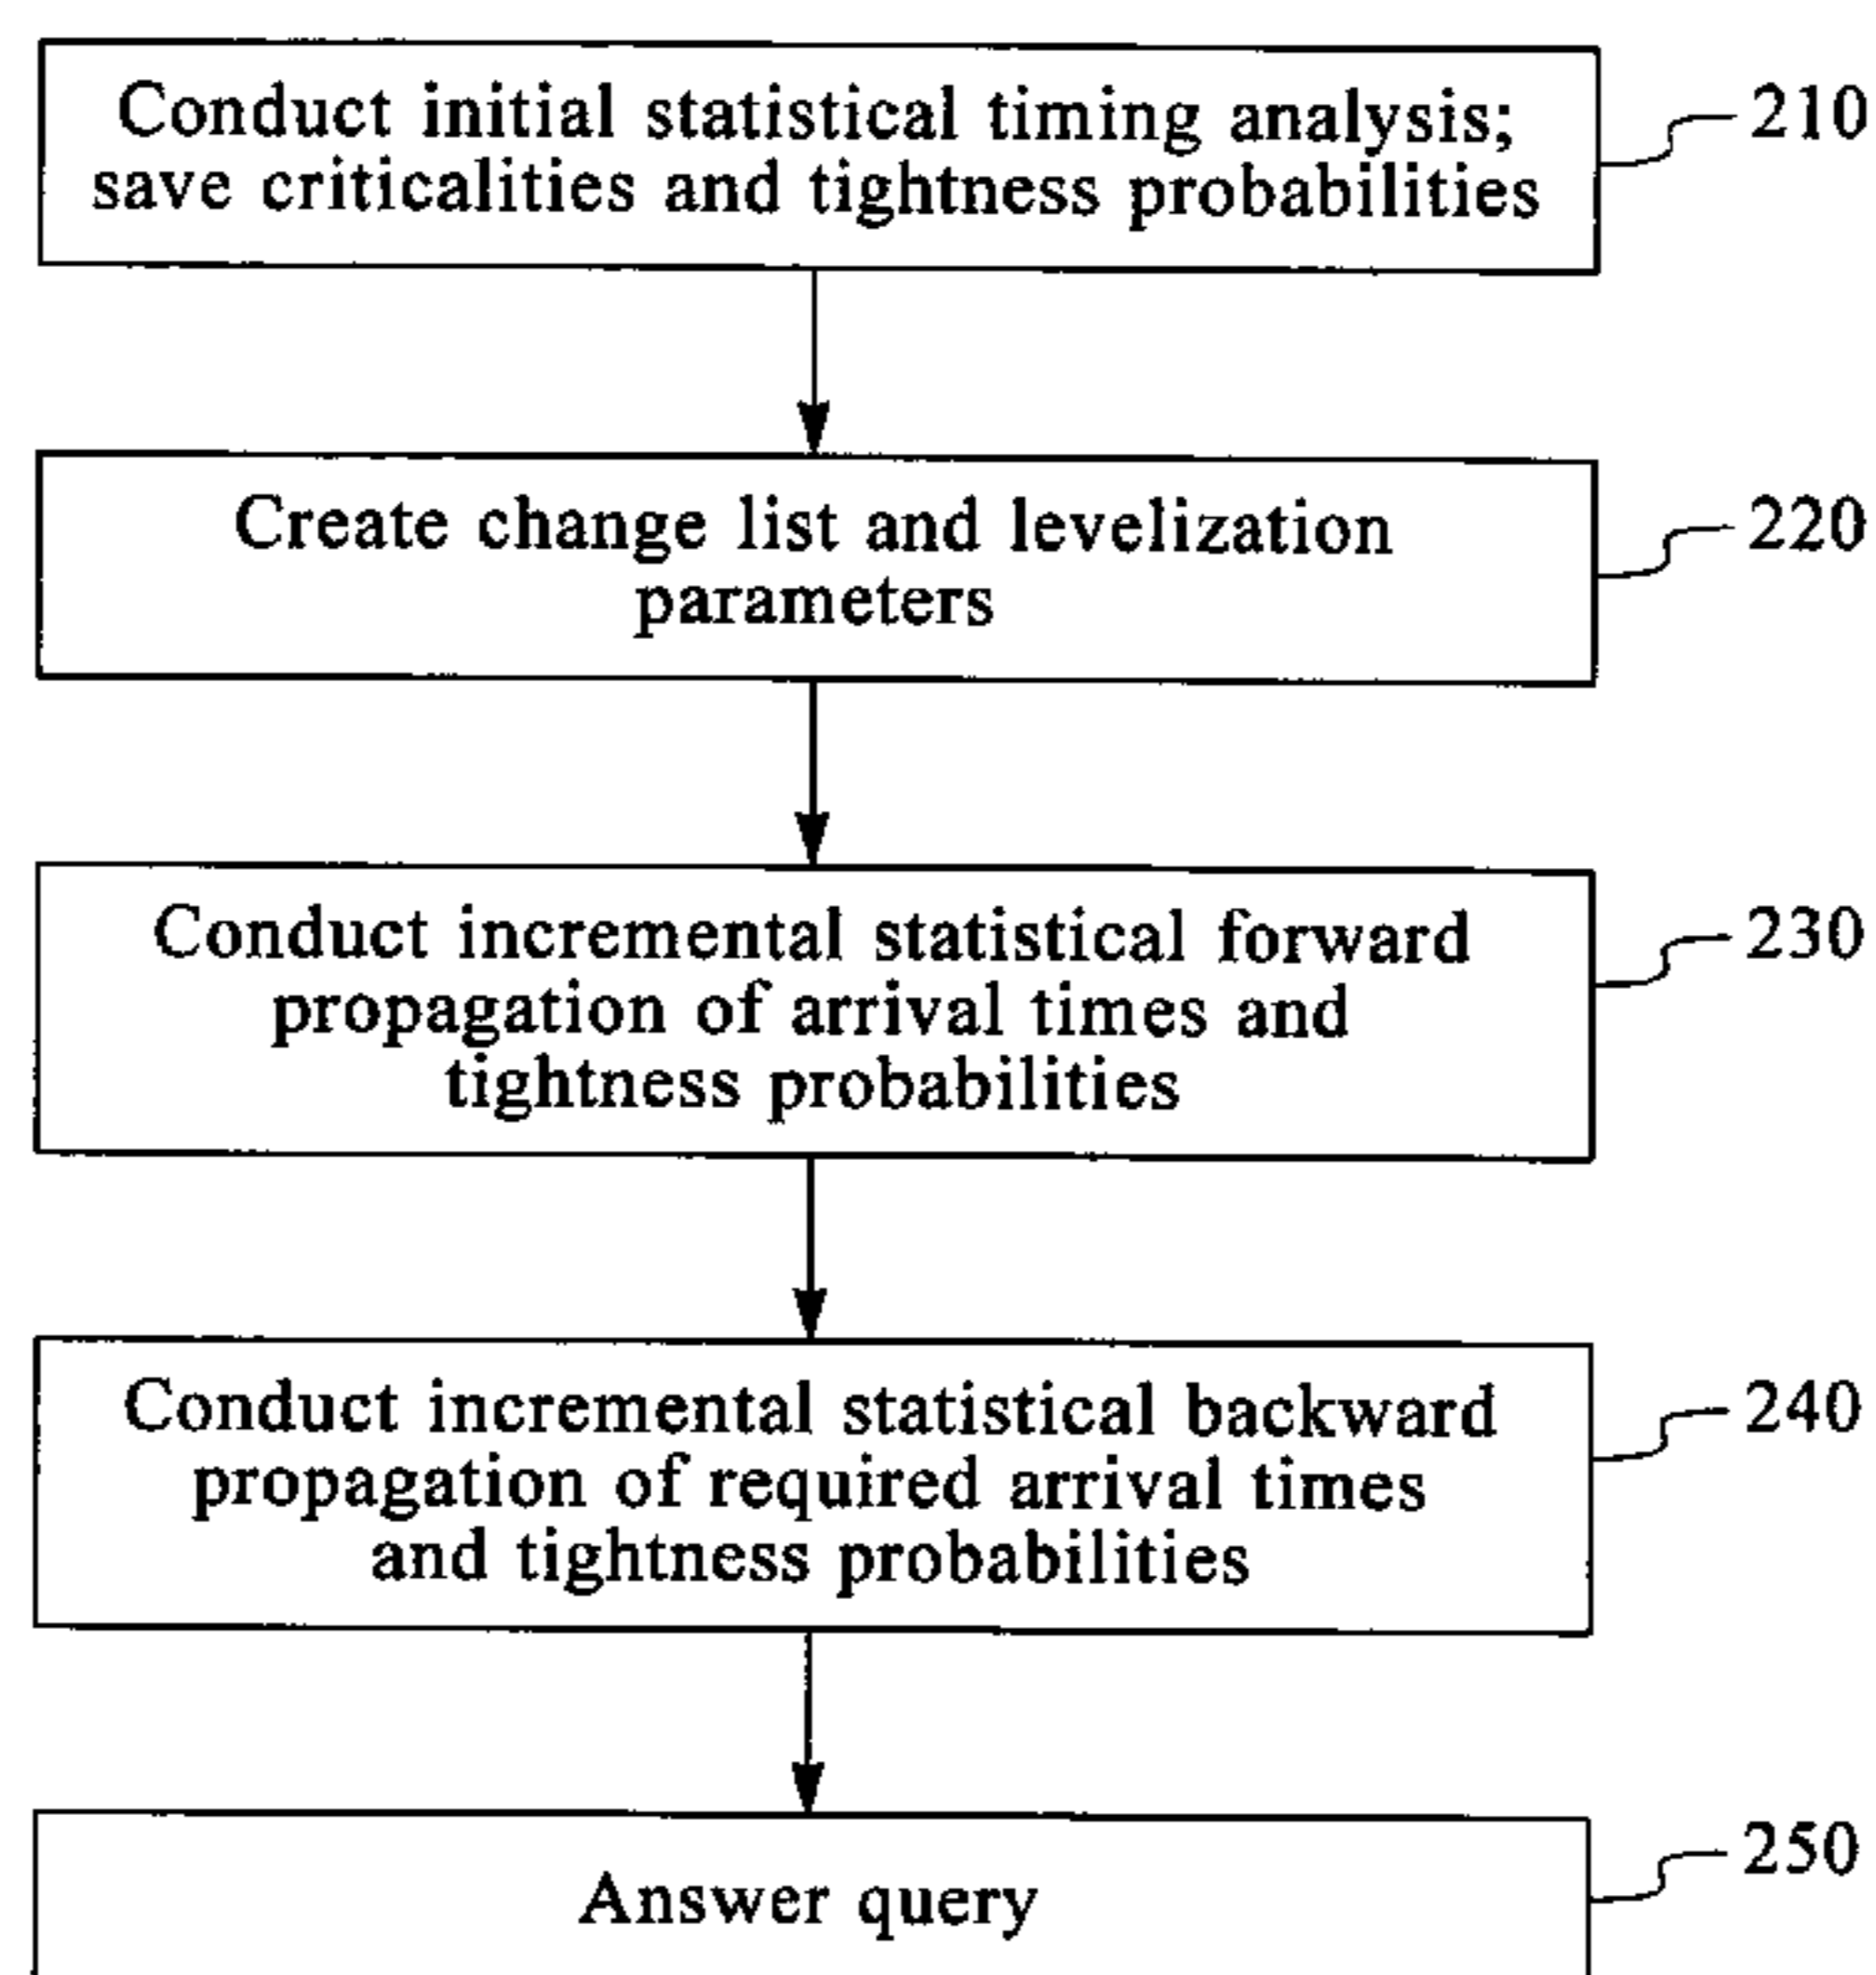 Conduct initial statistical timing analysis;
save criticalities and tightness probabilities
210
Create change list and levelization
parameters
220
Conduct incremental statistical forward
propagation of arrival times and
tightness probabilities
230
Conduct incremental statistical backward
propagation of required arrival times
and tightness probabilities
240
Answer query
250